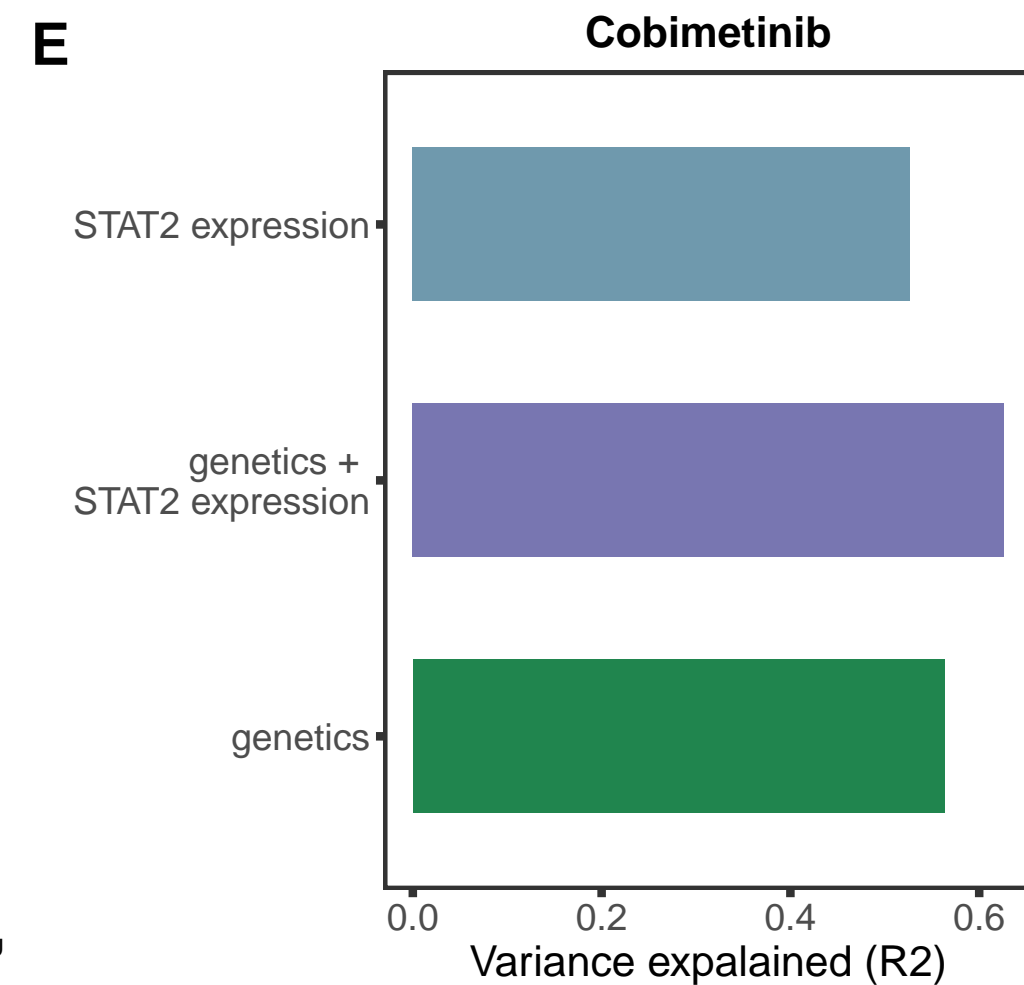 E
Cobimetinib
STAT2 expression
genetics +
STAT2 expression
genetics
0.0 0.2 0.4 0.6
Variance expalained (R2)